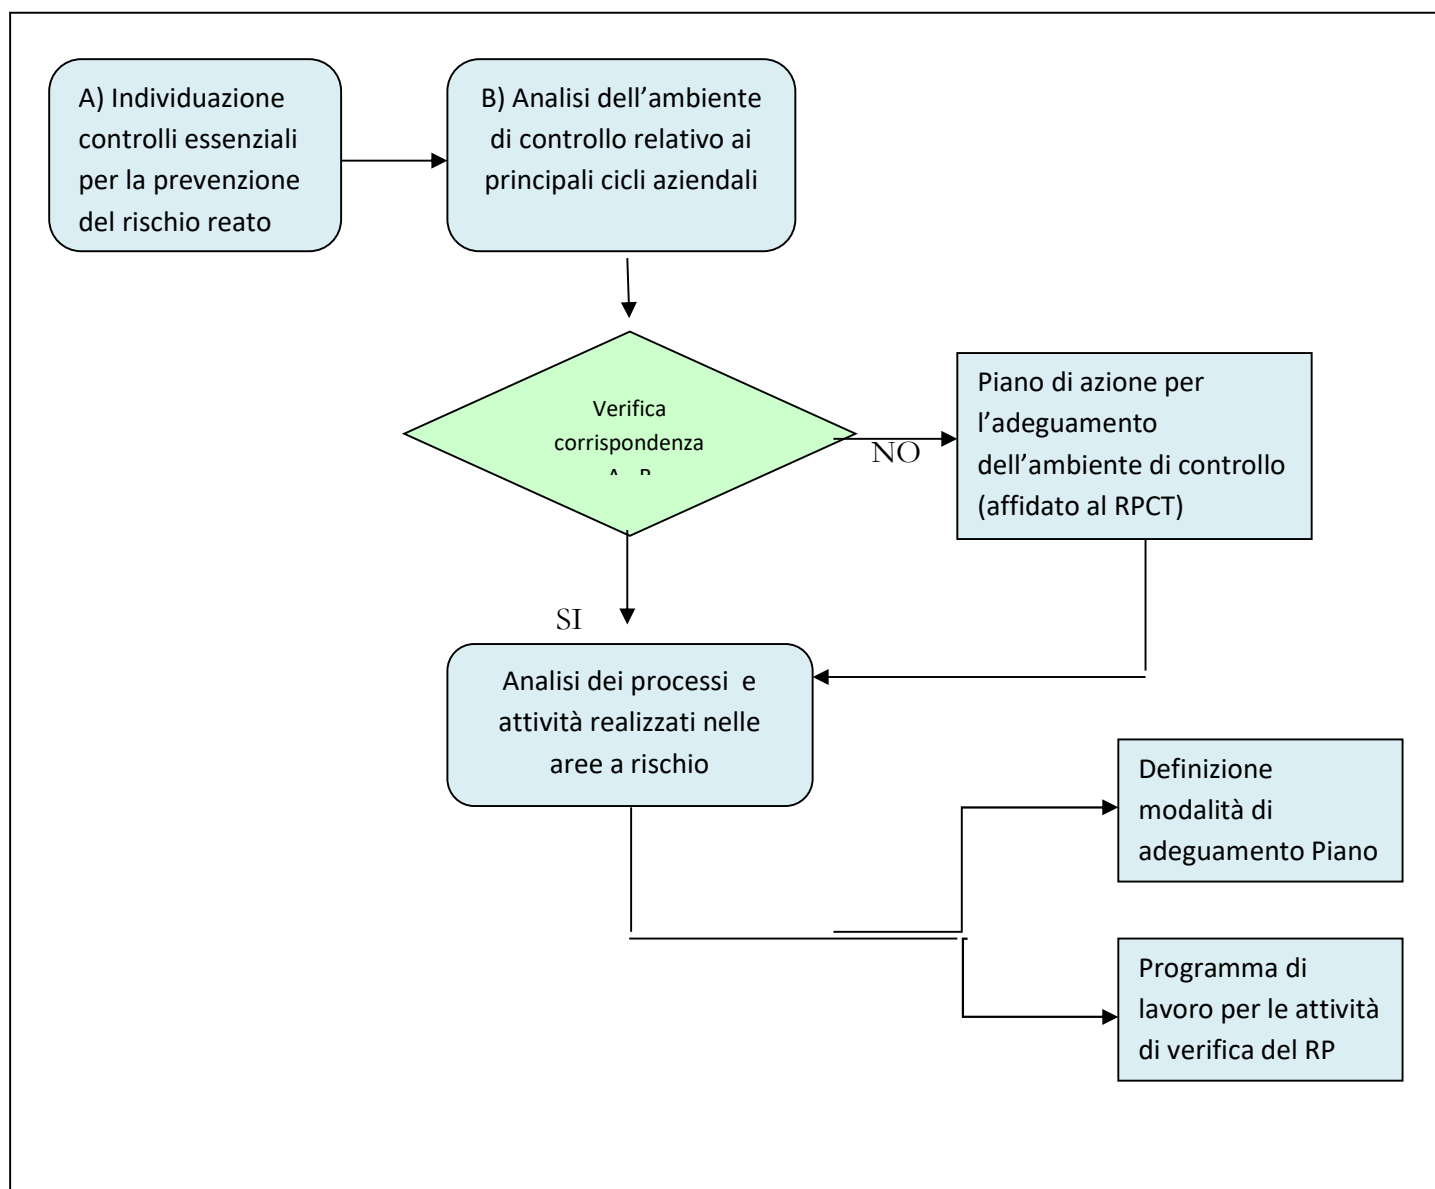 A) Individuazione
controlli essenziali
per la prevenzione
del rischio reato
B) Analisi dell’ambiente
di controllo relativo ai
principali cicli aziendali
Verifica
corrispondenza
NO
Piano di azione per
l’adeguamento
dell’ambiente di controllo
(affidato al RPCT)
SI
Analisi dei processi e
attività realizzati nelle
aree a rischio
Definizione
modalità di
adeguamento Piano
Programma di
lavoro per le attività
di verifica del RP